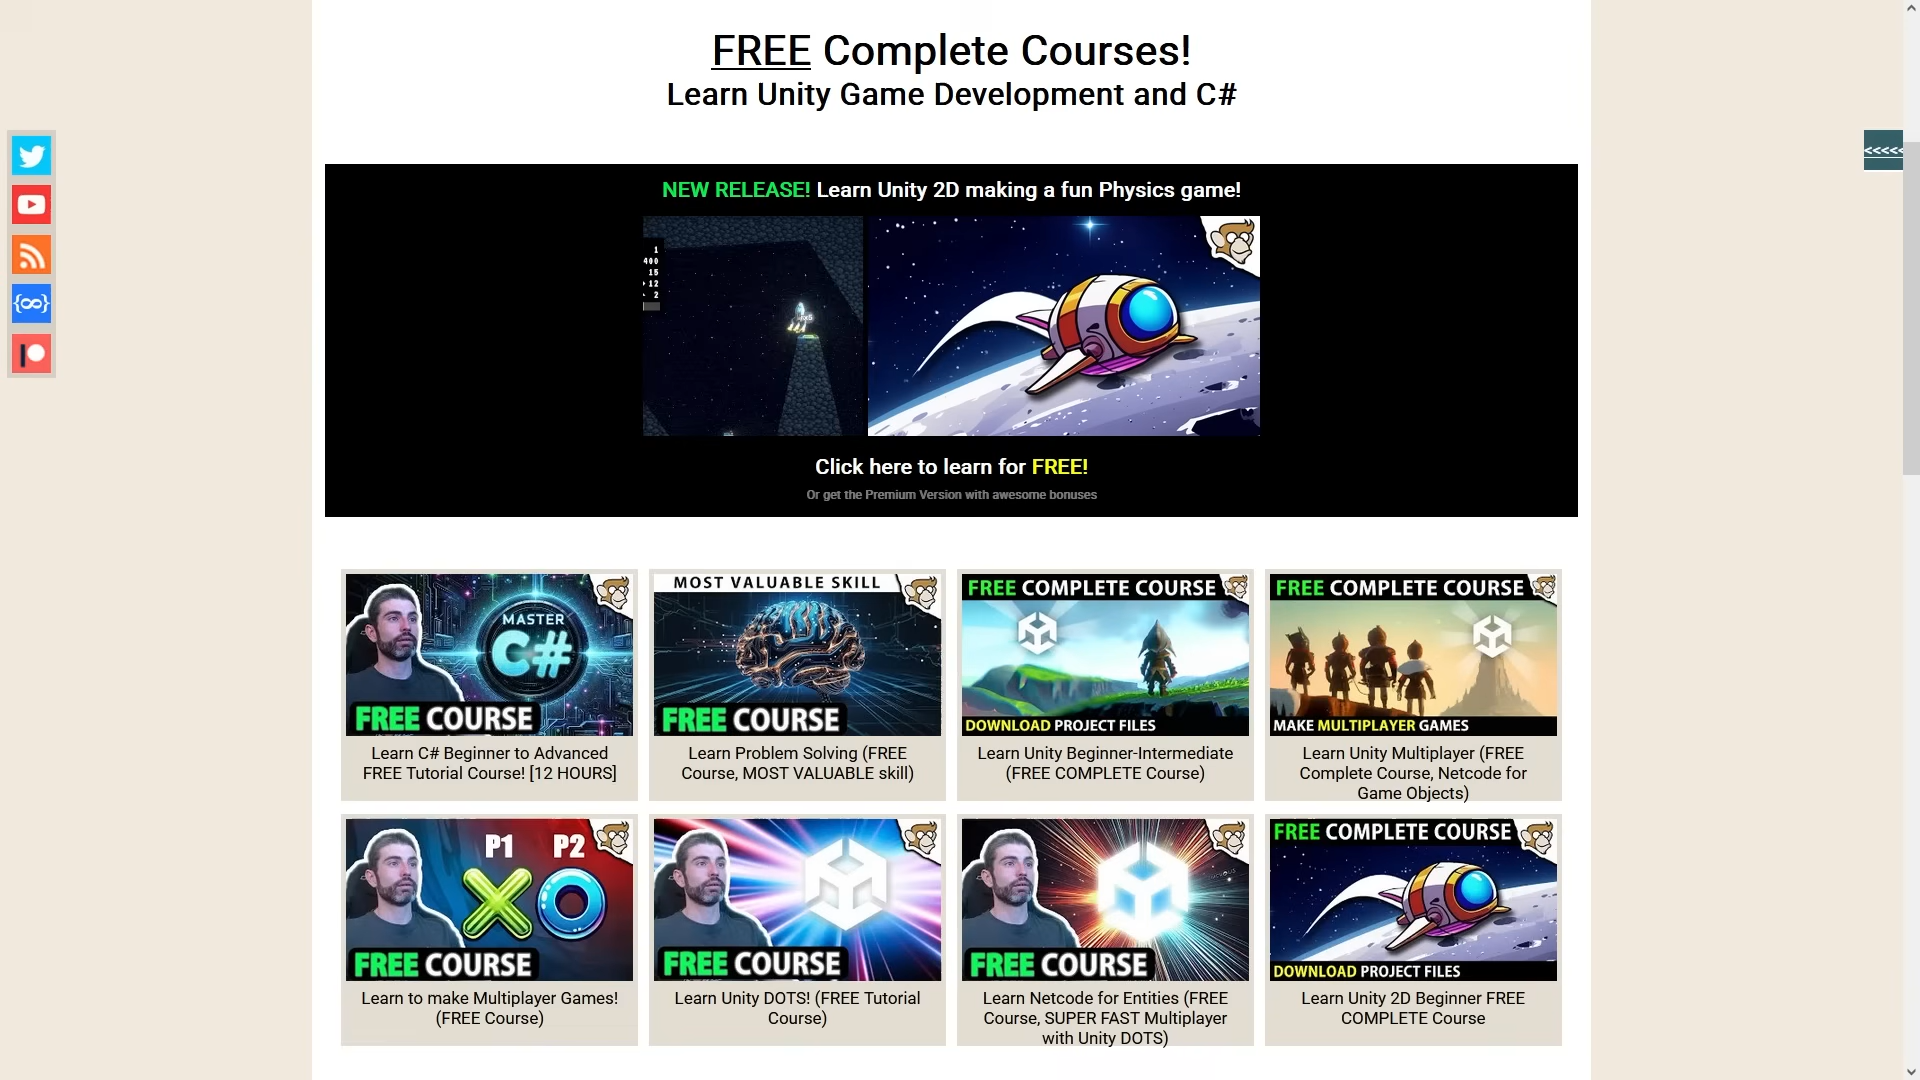 FREE Complete Courses!
Learn Unity Game Development and C#
<<<<<
NEW RELEASE! Learn Unity 2D making a fun Physics game!
1
400
15
12
2
Click here to learn for FREE!
Or get the Premium Version with awesome bonuses
MASTER
C#
FREE COURSE
Learn C# Beginner to Advanced
FREE Tutorial Course! [12 HOURS]
MOST VALUABLE SKILL
FREE COURSE
Learn Problem Solving (FREE
Course, MOST VALUABLE skill)
FREE COMPLETE COURSE
DOWNLOAD PROJECT FILES
Learn Unity Beginner-Intermediate
(FREE COMPLETE Course)
FREE COMPLETE COURSE
MAKE MULTIPLAYER GAMES
Learn Unity Multiplayer (FREE
Complete Course, Netcode for
Game Objects)
P1 P2
XO
FREE COURSE
Learn to make Multiplayer Games!
(FREE Course)
FREE COURSE
Learn Unity DOTS! (FREE Tutorial
Course)
FREE COURSE
Learn Netcode for Entities (FREE
Course, SUPER FAST Multiplayer
with Unity DOTS)
FREE COMPLETE COURSE
DOWNLOAD PROJECT FILES
Learn Unity 2D Beginner FREE
COMPLETE Course